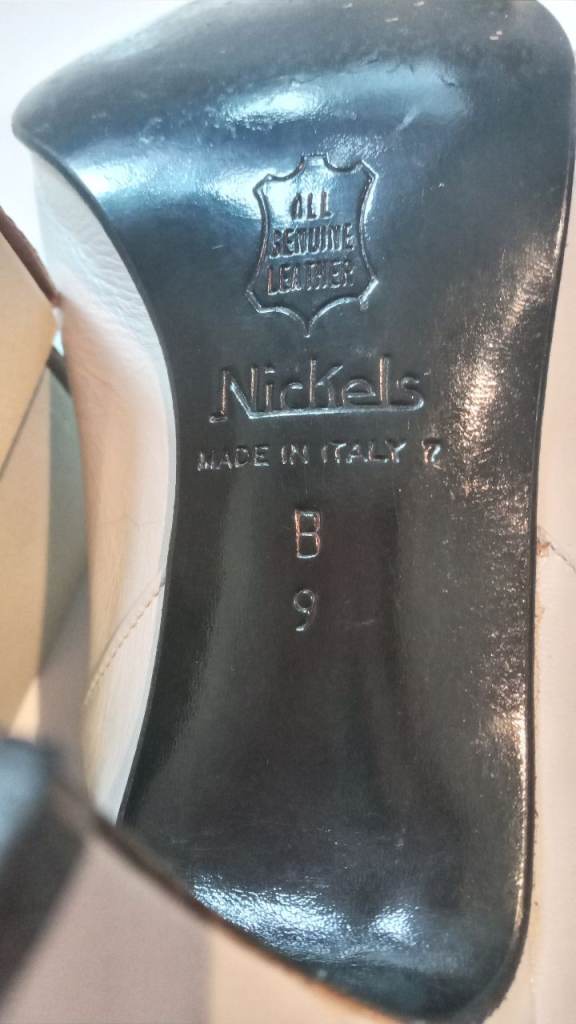 ALL
GENUINE
LEATHER
Nickels
MADE IN ITALY 7
B
9